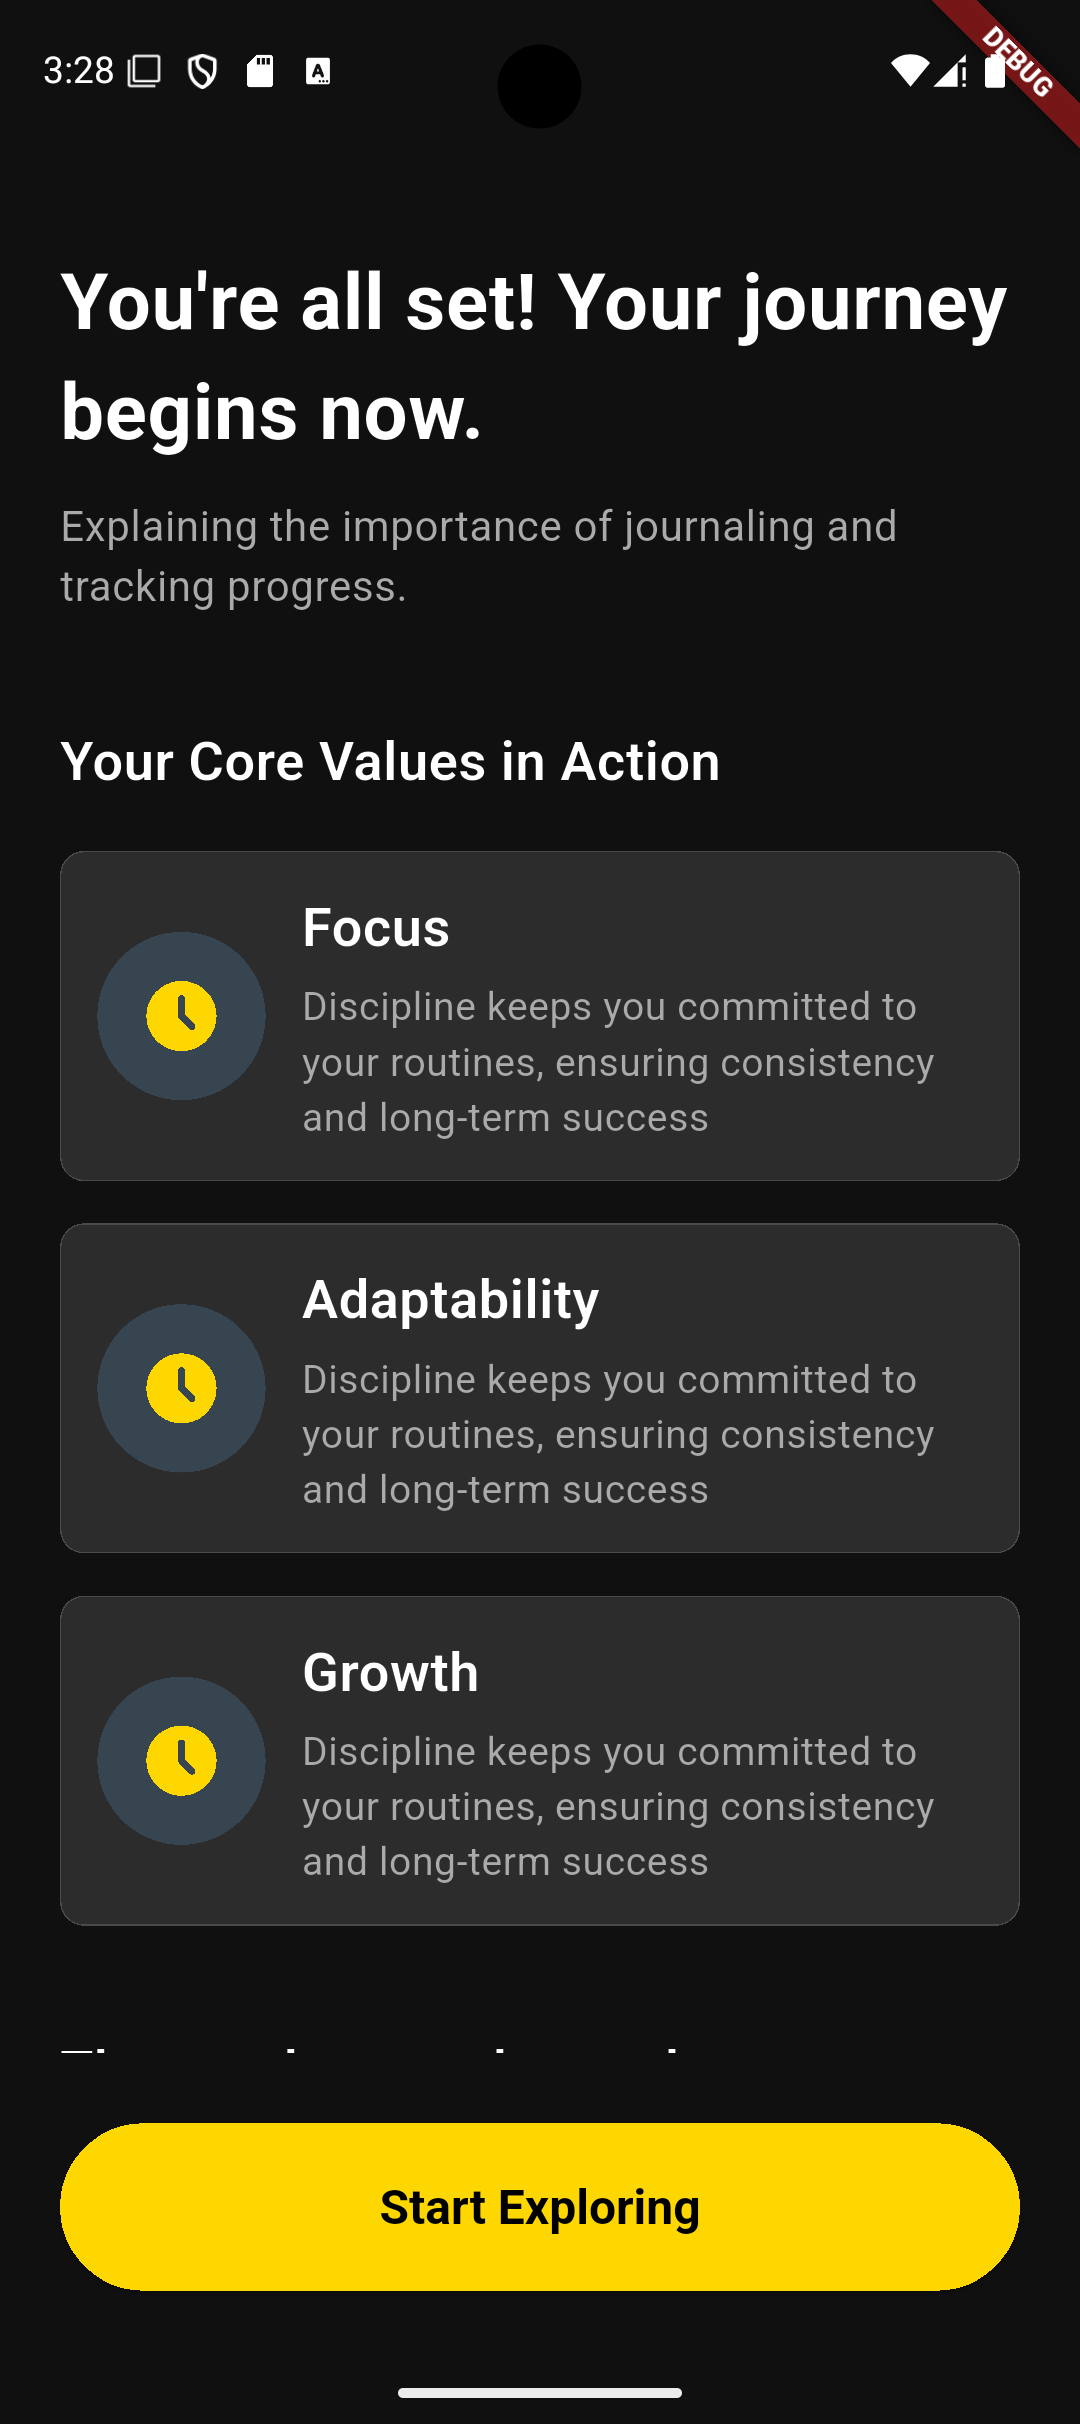 3:28
DEBUG
You're all set! Your journey
begins now.
Explaining the importance of journaling and
tracking progress.
Your Core Values in Action
Focus
Discipline keeps you committed to
your routines, ensuring consistency
and long-term success
Adaptability
Discipline keeps you committed to
your routines, ensuring consistency
and long-term success
Growth
Discipline keeps you committed to
your routines, ensuring consistency
and long-term success
Start Exploring